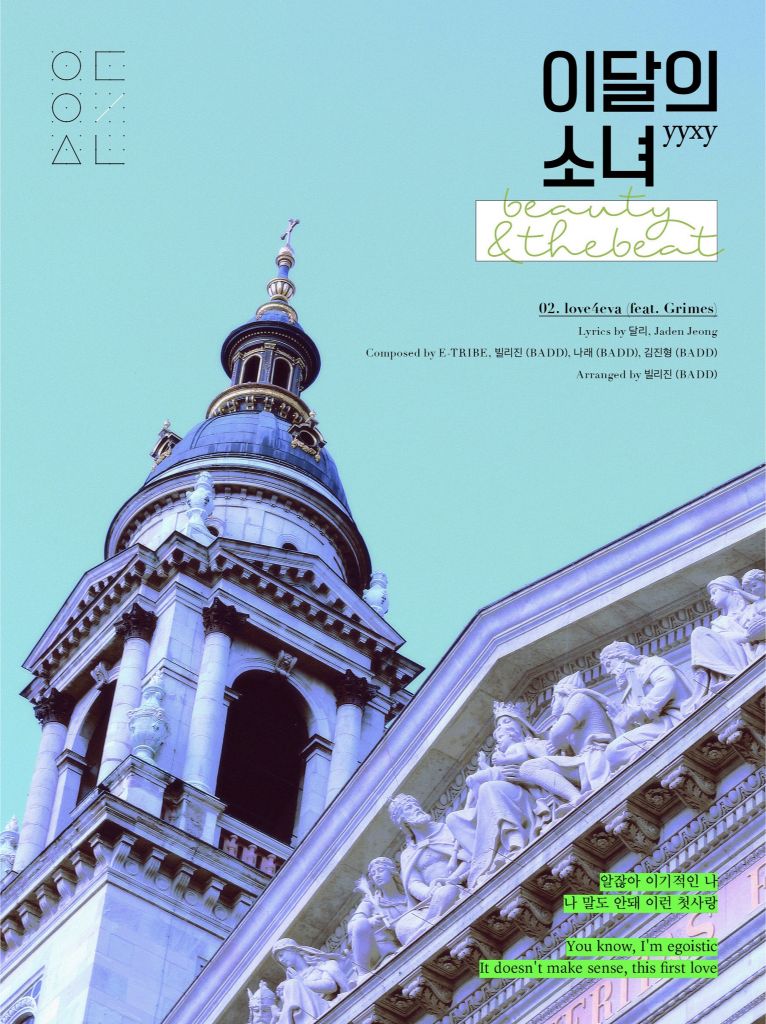 이달의
소녀 yyxy
beauty
&thebeat
02. love4eva (feat. Grimes)
Lyrics by 달리, Jaden Jeong
Composed by E-TRIBE, 빌리진 (BADD), 나래 (BADD), 김진형 (BADD)
Arranged by 빌리진 (BADD)
알잖아 이기적인 나
나 말도 안돼 이런 첫사랑
You know, I'm egoistic
It doesn't make sense, this first love